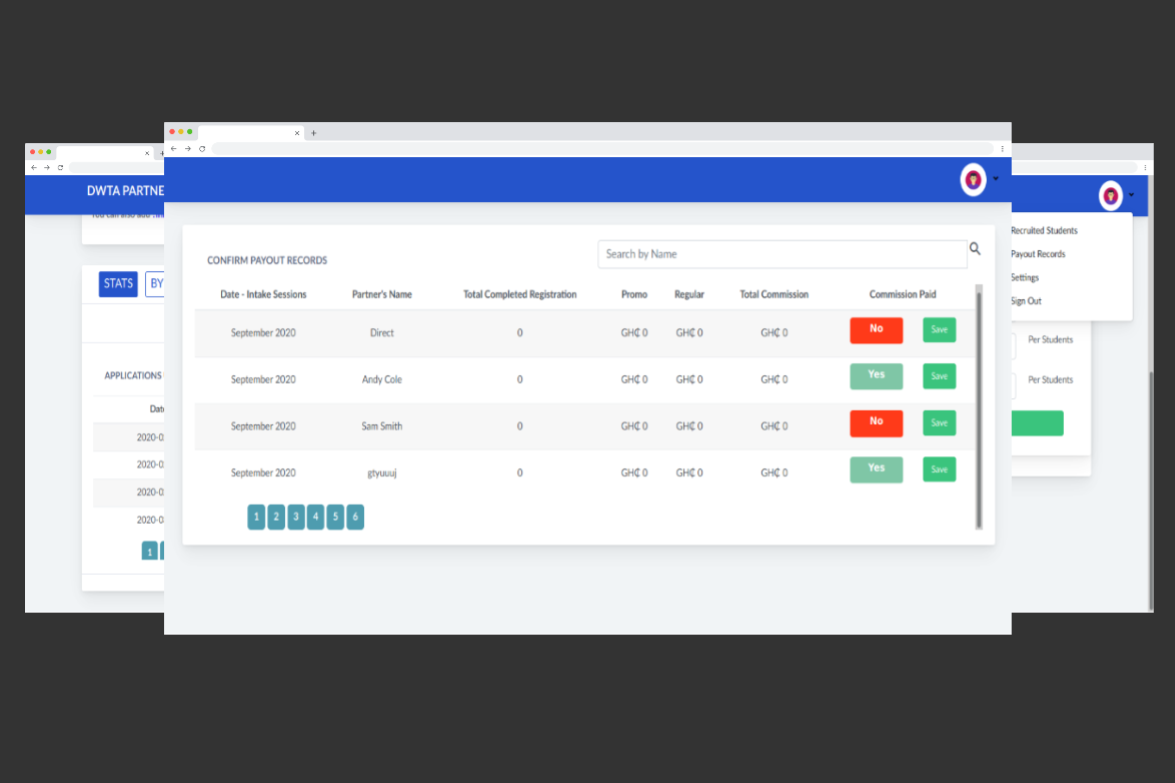 DWTA PARTNE
You can also add
STATS BY
APPLICATIONS
Date
2020-0
2020-0
2020-0
2020-0
1
CONFIRM PAYOUT RECORDS
Search by Name
Date - Intake Sessions Partner's Name Total Completed Registration Promo Regular Total Commission Commission Paid
September 2020 Direct 0 GH₵ 0 GH₵ 0 GH₵ 0 No Save
September 2020 Andy Cole 0 GH₵ 0 GH₵ 0 GH₵ 0 Yes Save
September 2020 Sam Smith 0 GH₵ 0 GH₵ 0 GH₵ 0 No Save
September 2020 gtyuuuj 0 GH₵ 0 GH₵ 0 GH₵ 0 Yes Save
1 2 3 4 5 6
Recruited Students
Payout Records
Settings
Sign Out
Per Students
Per Students